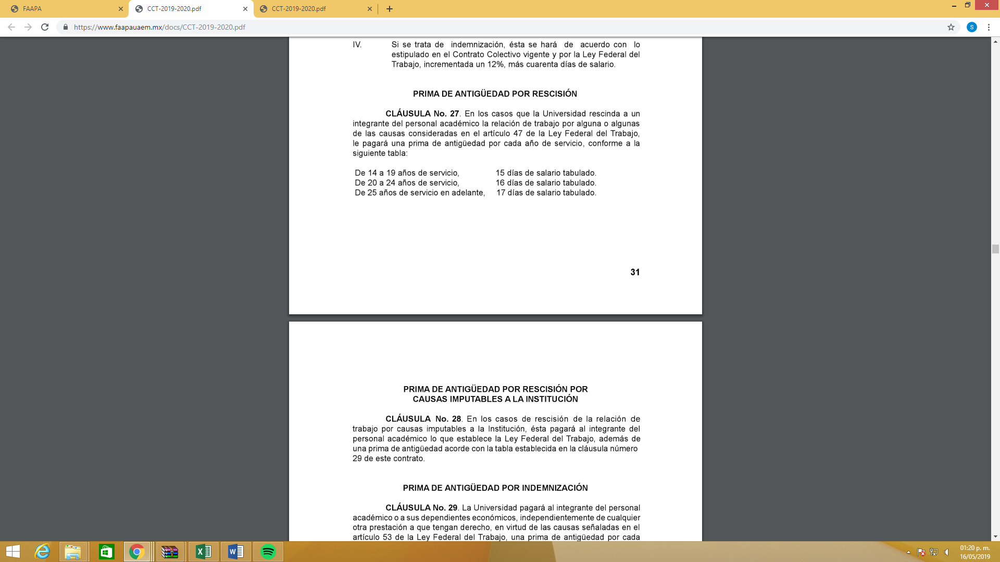 FAAPA
CCT-2019-2020.pdf
CCT-2019-2020.pdf
https://www.faapauaem.mx/docs/CCT-2019-2020.pdf
S
IV. Si se trata de indemnización, ésta se hará de acuerdo con lo
estipulado en el Contrato Colectivo vigente y por la Ley Federal del
Trabajo, incrementada un 12%, más cuarenta días de salario.
PRIMA DE ANTIGÜEDAD POR RESCISIÓN
CLÁUSULA No. 27. En los casos que la Universidad rescinda a un
integrante del personal académico la relación de trabajo por alguna o algunas
de las causas consideradas en el artículo 47 de la Ley Federal del Trabajo,
le pagará una prima de antigüedad por cada año de servicio, conforme a la
siguiente tabla:
De 14 a 19 años de servicio, 15 días de salario tabulado.
De 20 a 24 años de servicio, 16 días de salario tabulado.
De 25 años de servicio en adelante, 17 días de salario tabulado.
31
PRIMA DE ANTIGÜEDAD POR RESCISIÓN POR
CAUSAS IMPUTABLES A LA INSTITUCIÓN
CLÁUSULA No. 28. En los casos de rescisión de la relación de
trabajo por causas imputables a la Institución, ésta pagará al integrante del
personal académico lo que establece la Ley Federal del Trabajo, además de
una prima de antigüedad acorde con la tabla establecida en la cláusula número
29 de este contrato.
PRIMA DE ANTIGÜEDAD POR INDEMNIZACIÓN
CLÁUSULA No. 29. La Universidad pagará al integrante del personal
académico o a sus dependientes económicos, independientemente de cualquier
otra prestación a que tengan derecho, en virtud de las causas señaladas en el
artículo 53 de la Ley Federal del Trabajo, una prima de antigüedad por cada
01:20 p. m.
16/05/2019